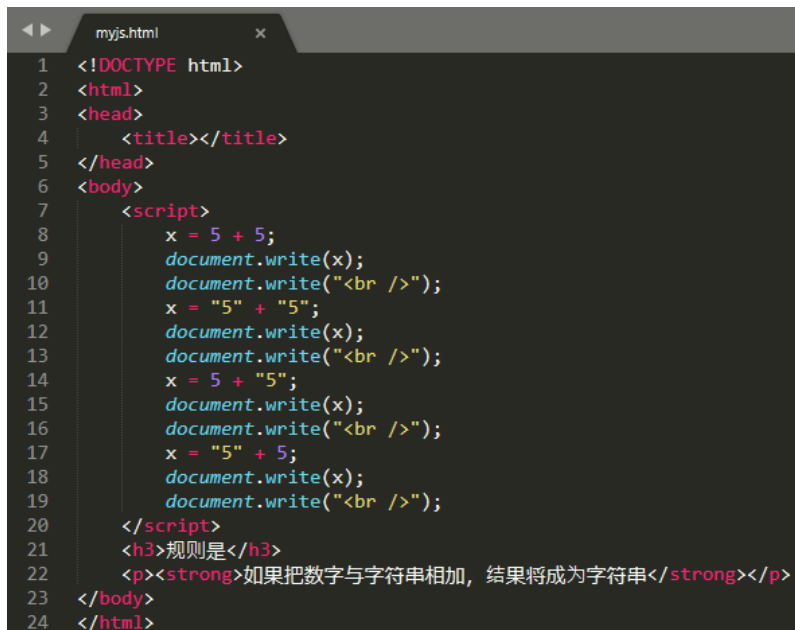 myjs.html ×
1 <!DOCTYPE html>
2 <html>
3 <head>
4     <title></title>
5 </head>
6 <body>
7     <script>
8         x = 5 + 5;
9         document.write(x);
10         document.write("<br />");
11         x = "5" + "5";
12         document.write(x);
13         document.write("<br />");
14         x = 5 + "5";
15         document.write(x);
16         document.write("<br />");
17         x = "5" + 5;
18         document.write(x);
19         document.write("<br />");
20     </script>
21     <h3>规则是</h3>
22     <p><strong>如果把数字与字符串相加，结果将成为字符串</strong></p>
23 </body>
24 </html>